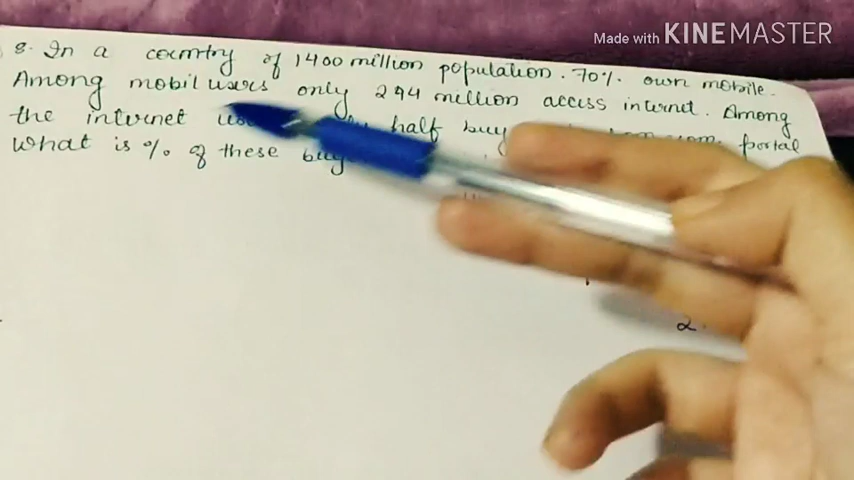 Made with KINEMASTER
8. In a country of 1400 million population. 70% own mobile.
Among mobil users only 294 million access internet. Among
the internet half buy portal
What is % of these
2.